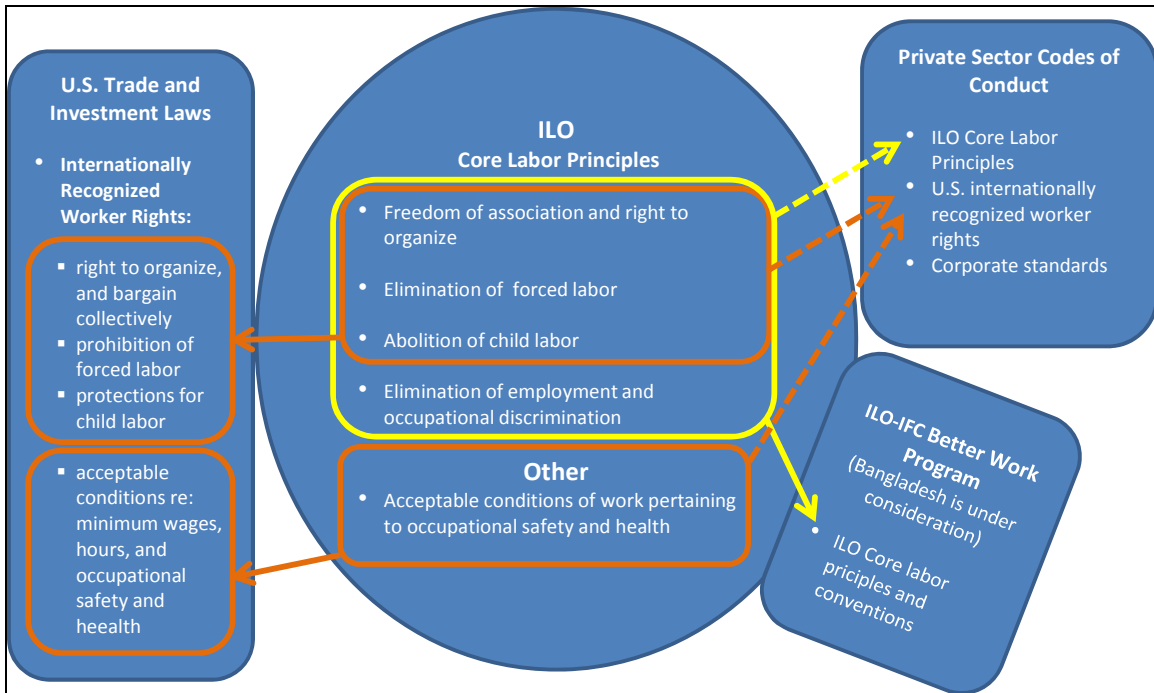 U.S. Trade and
Investment Laws
• Internationally
Recognized
Worker Rights:
▪ right to organize,
and bargain
collectively
▪ prohibition of
forced labor
▪ protections for
child labor
▪ acceptable
conditions re:
minimum wages,
hours, and
occupational
safety and
heealth
ILO
Core Labor Principles
• Freedom of association and right to
organize
• Elimination of forced labor
• Abolition of child labor
• Elimination of employment and
occupational discrimination
Other
• Acceptable conditions of work pertaining
to occupational safety and health
Private Sector Codes of
Conduct
• ILO Core Labor
Principles
• U.S. internationally
recognized worker
rights
• Corporate standards
ILO-IFC Better Work
Program
(Bangladesh is under
consideration)
• ILO Core labor
priciples and
conventions